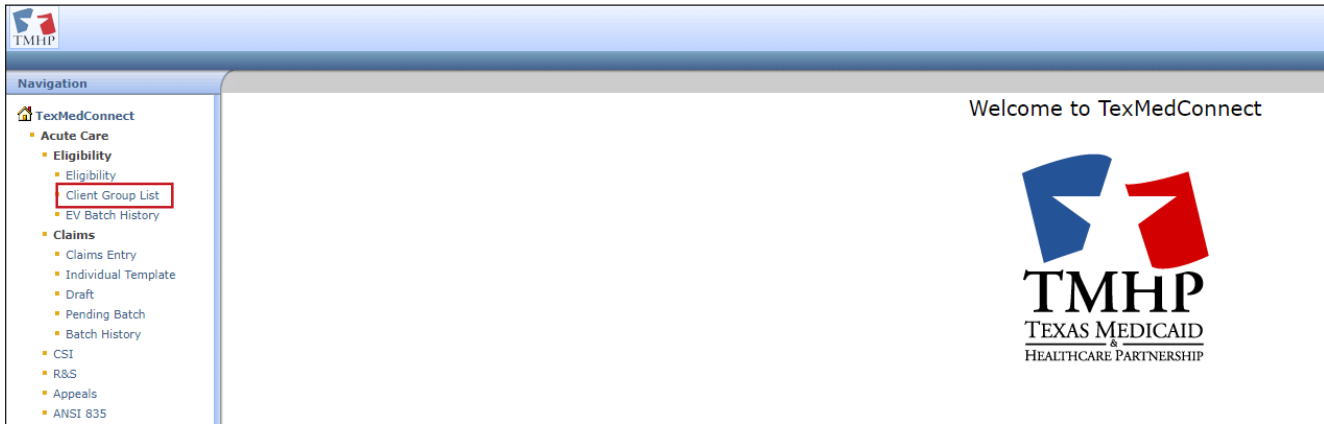 TMHP
Navigation
TexMedConnect
Acute Care
Eligibility
Eligibility
Client Group List
EV Batch History
Claims
Claims Entry
Individual Template
Draft
Pending Batch
Batch History
CSI
R&S
Appeals
ANSI 835
Welcome to TexMedConnect
TMHP
TEXAS MEDICAID
&
HEALTHCARE PARTNERSHIP